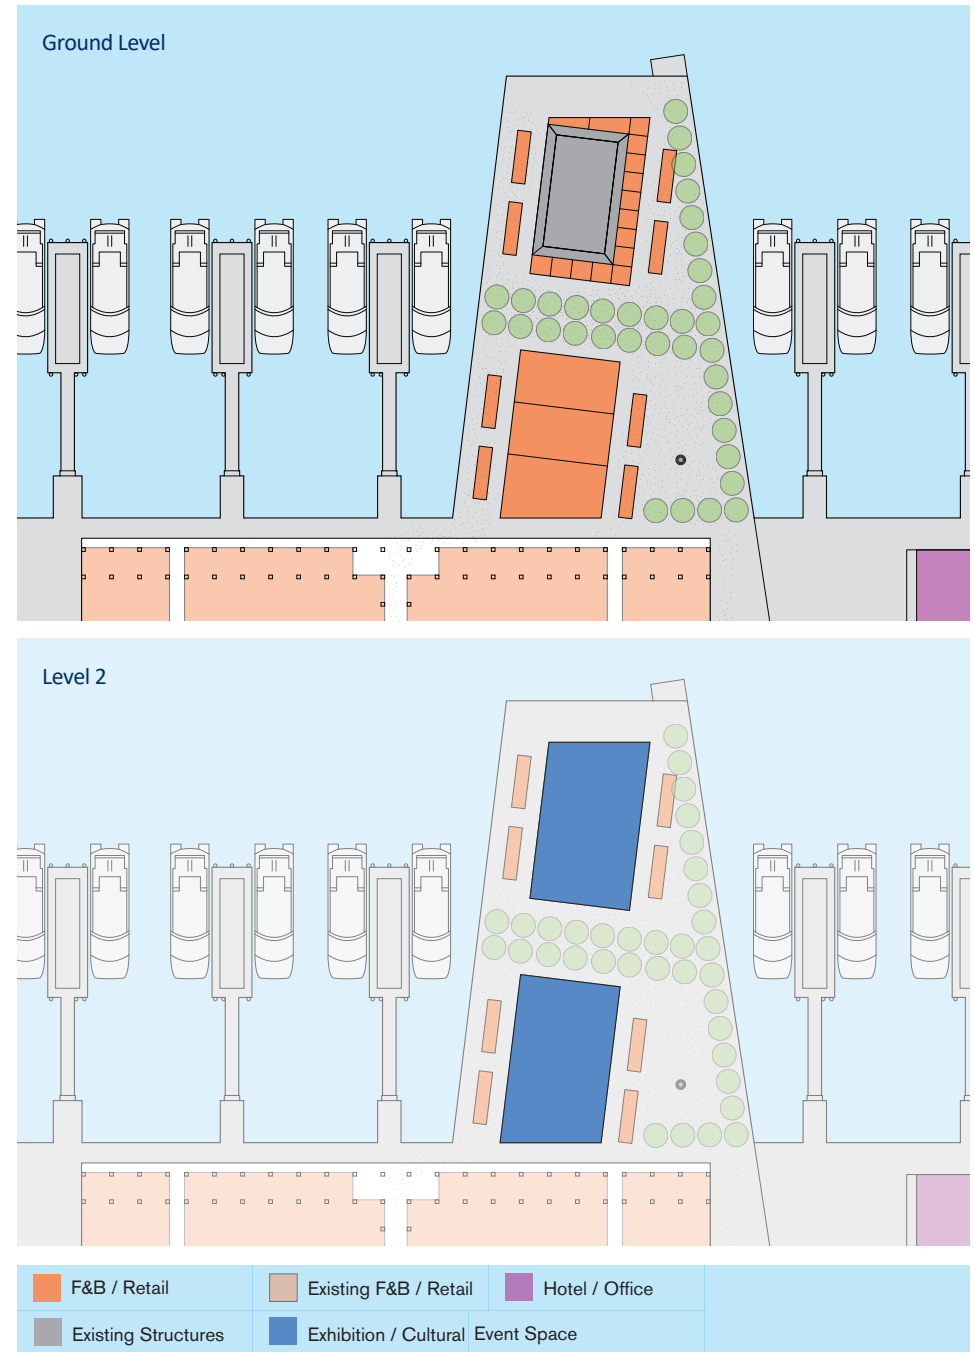 Ground Level
Level 2
F&B / Retail
Existing F&B / Retail
Hotel / Office
Existing Structures
Exhibition / Cultural
Event Space